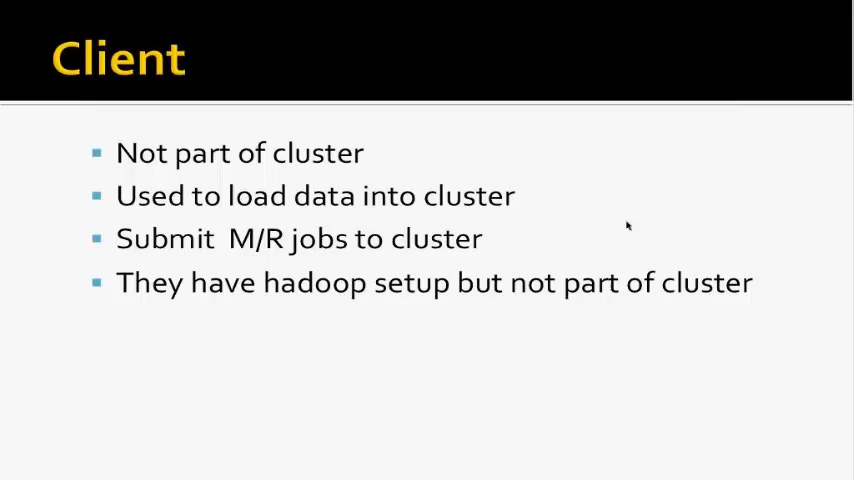 Client
Not part of cluster
Used to load data into cluster
Submit M/R jobs to cluster
They have hadoop setup but not part of cluster